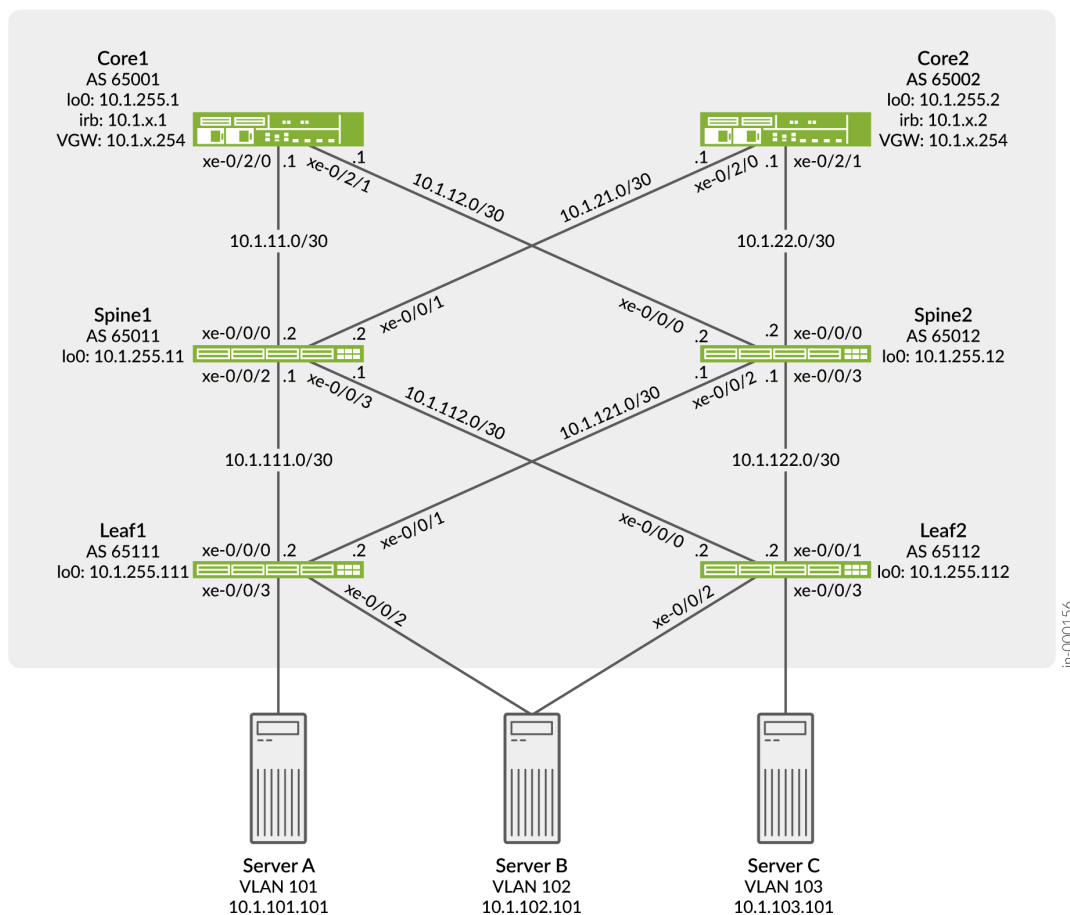 Core1
AS 65001
lo0: 10.1.255.1
irb: 10.1.x.1
VGW: 10.1.x.254
Core2
AS 65002
lo0: 10.1.255.2
irb: 10.1.x.2
VGW: 10.1.x.254
xe-0/2/0
.1
xe-0/2/1
.1
.1
xe-0/2/0
.1
xe-0/2/1
10.1.12.0/30
10.1.21.0/30
10.1.11.0/30
10.1.22.0/30
Spine1
AS 65011
lo0: 10.1.255.11
xe-0/0/0
.2
.2
xe-0/0/1
xe-0/0/0
.2
.2
xe-0/0/0
Spine2
AS 65012
lo0: 10.1.255.12
xe-0/0/2
.1
xe-0/0/3
.1
.1
xe-0/0/2
.1
xe-0/0/3
10.1.112.0/30
10.1.121.0/30
10.1.111.0/30
10.1.122.0/30
Leaf1
AS 65111
lo0: 10.1.255.111
xe-0/0/0
.2
.2
xe-0/0/1
xe-0/0/0
.2
.2
xe-0/0/1
Leaf2
AS 65112
lo0: 10.1.255.112
xe-0/0/3
xe-0/0/2
xe-0/0/2
xe-0/0/3
Server A
VLAN 101
10.1.101.101
Server B
VLAN 102
10.1.102.101
Server C
VLAN 103
10.1.103.101